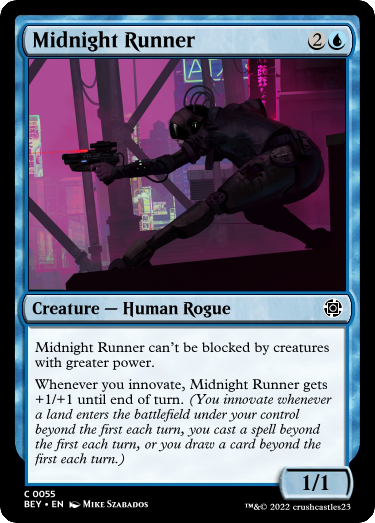 Midnight Runner
2
Creature — Human Rogue
Midnight Runner can't be blocked by creatures
with greater power.
Whenever you innovate, Midnight Runner gets
+1/+1 until end of turn. (You innovate whenever
a land enters the battlefield under your control
beyond the first each turn, you cast a spell beyond
the first each turn, or you draw a card beyond the
first each turn.)
1/1
C 0055
BEY • EN Mike Szabados
™&© 2022 crushcastles23